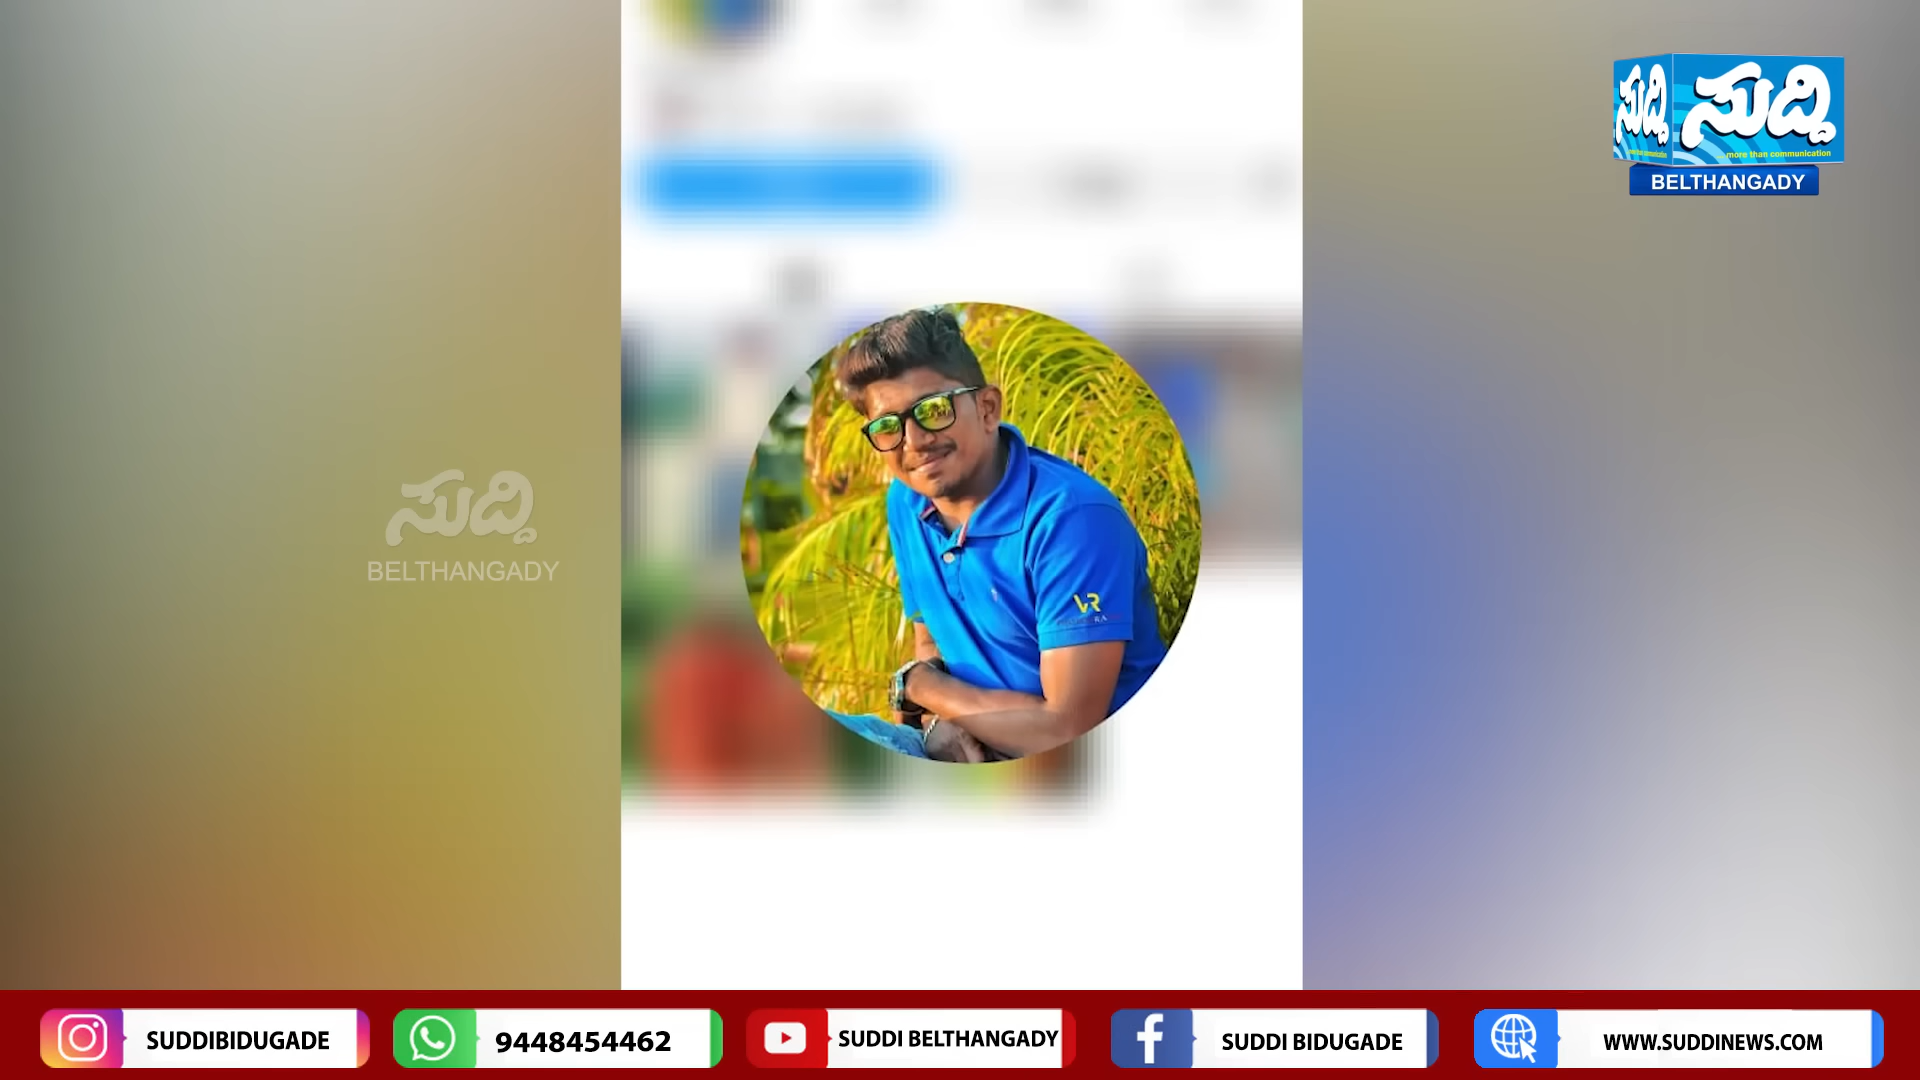 ಸುದ್ದಿ
ಸುದ್ದಿ
... more than communication
BELTHANGADY
ಸುದ್ದಿ
BELTHANGADY
VR
SUDDIBIDUGADE
9448454462
SUDDI BELTHANGADY
SUDDI BIDUGADE
WWW.SUDDINEWS.COM